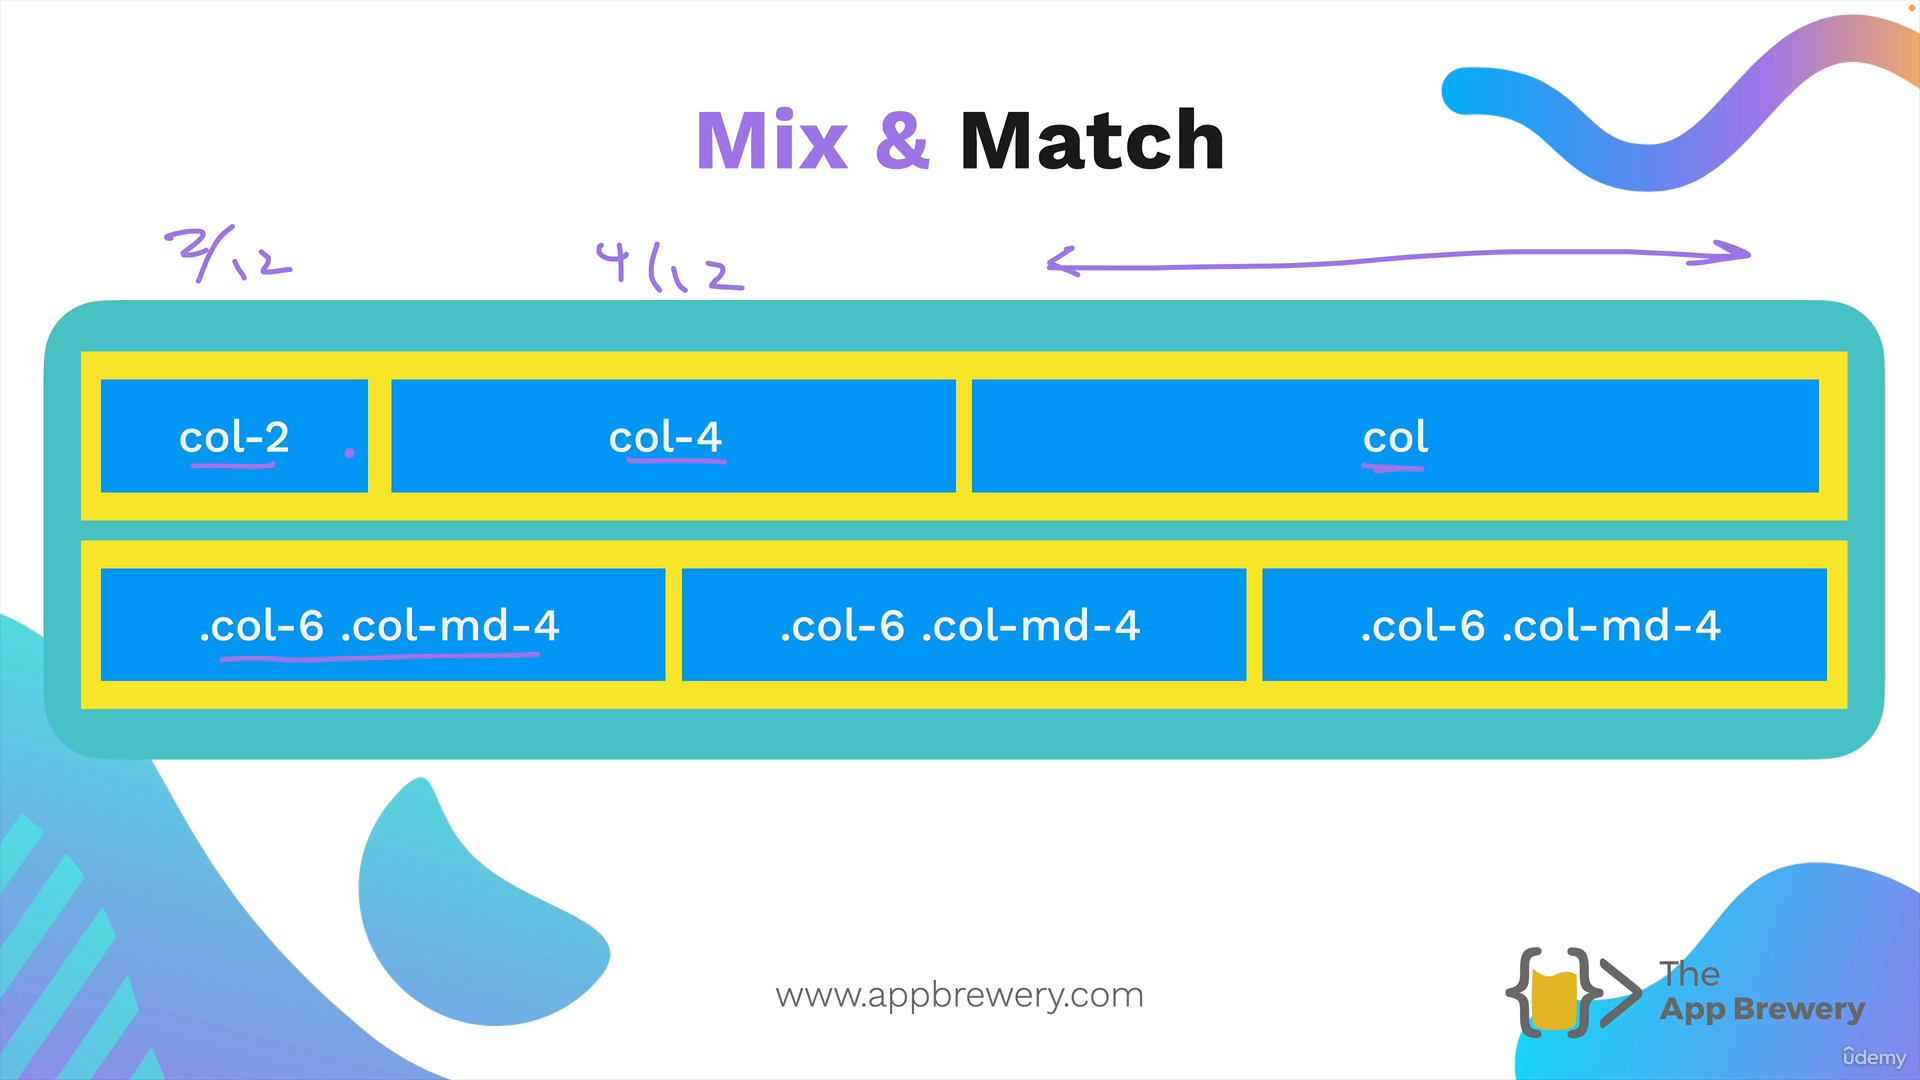 Mix & Match
2/12 4/12
col-2 col-4 col
.col-6 .col-md-4 .col-6 .col-md-4 .col-6 .col-md-4
www.appbrewery.com
{ }>
The
App Brewery
ûdemy